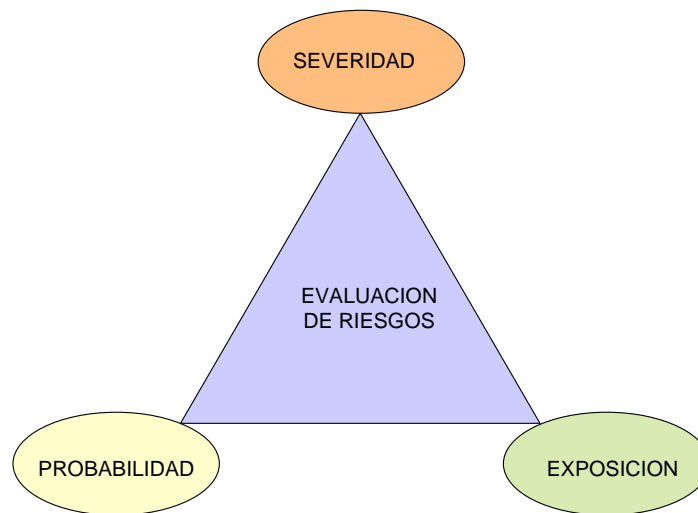 SEVERIDAD
EVALUACION
DE RIESGOS
PROBABILIDAD
EXPOSICION